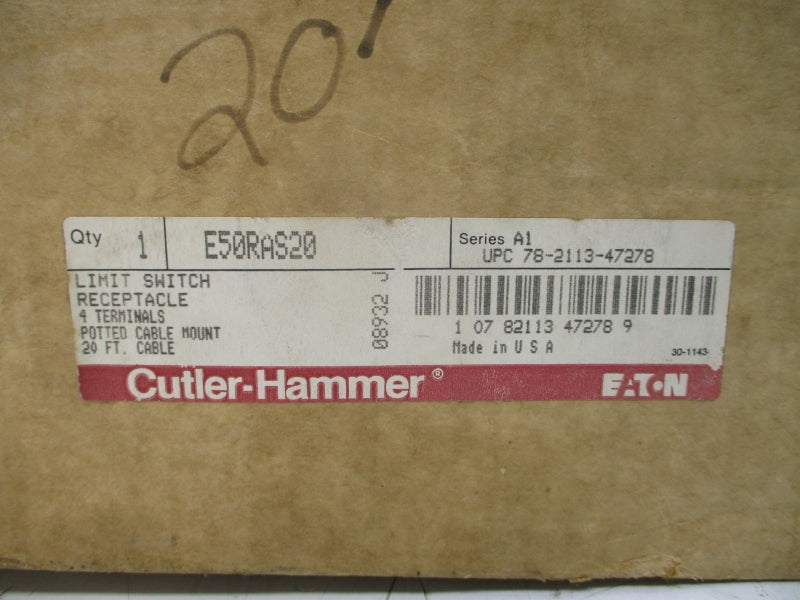 20'
Qty 1 E50RAS20 Series A1
UPC 78-2113-47278
LIMIT SWITCH
RECEPTACLE
4 TERMINALS
POTTED CABLE MOUNT
20 FT. CABLE
08932 J
1 07 82113 47278 9
Made in U S A 30-1143
Cutler-Hammer® EATON